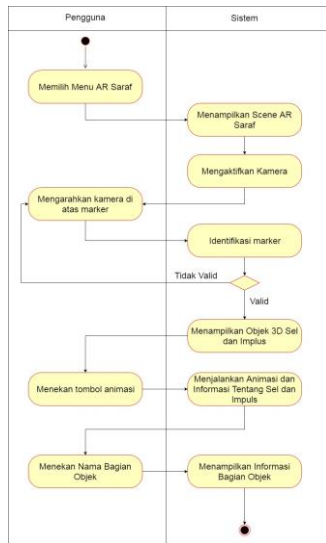 Pengguna
Sistem
Memilih Menu AR Saraf
Menampilkan Scene AR
Saraf
Mengaktifkan Kamera
Mengarahkan kamera di
atas marker
Identifikasi marker
Tidak Valid
Valid
Menampilkan Objek 3D Sel
dan Implus
Menekan tombol animasi
Menjalankan Animasi dan
Informasi Tentang Sel dan
Impuls
Menekan Nama Bagian
Objek
Menampilkan Informasi
Bagian Objek